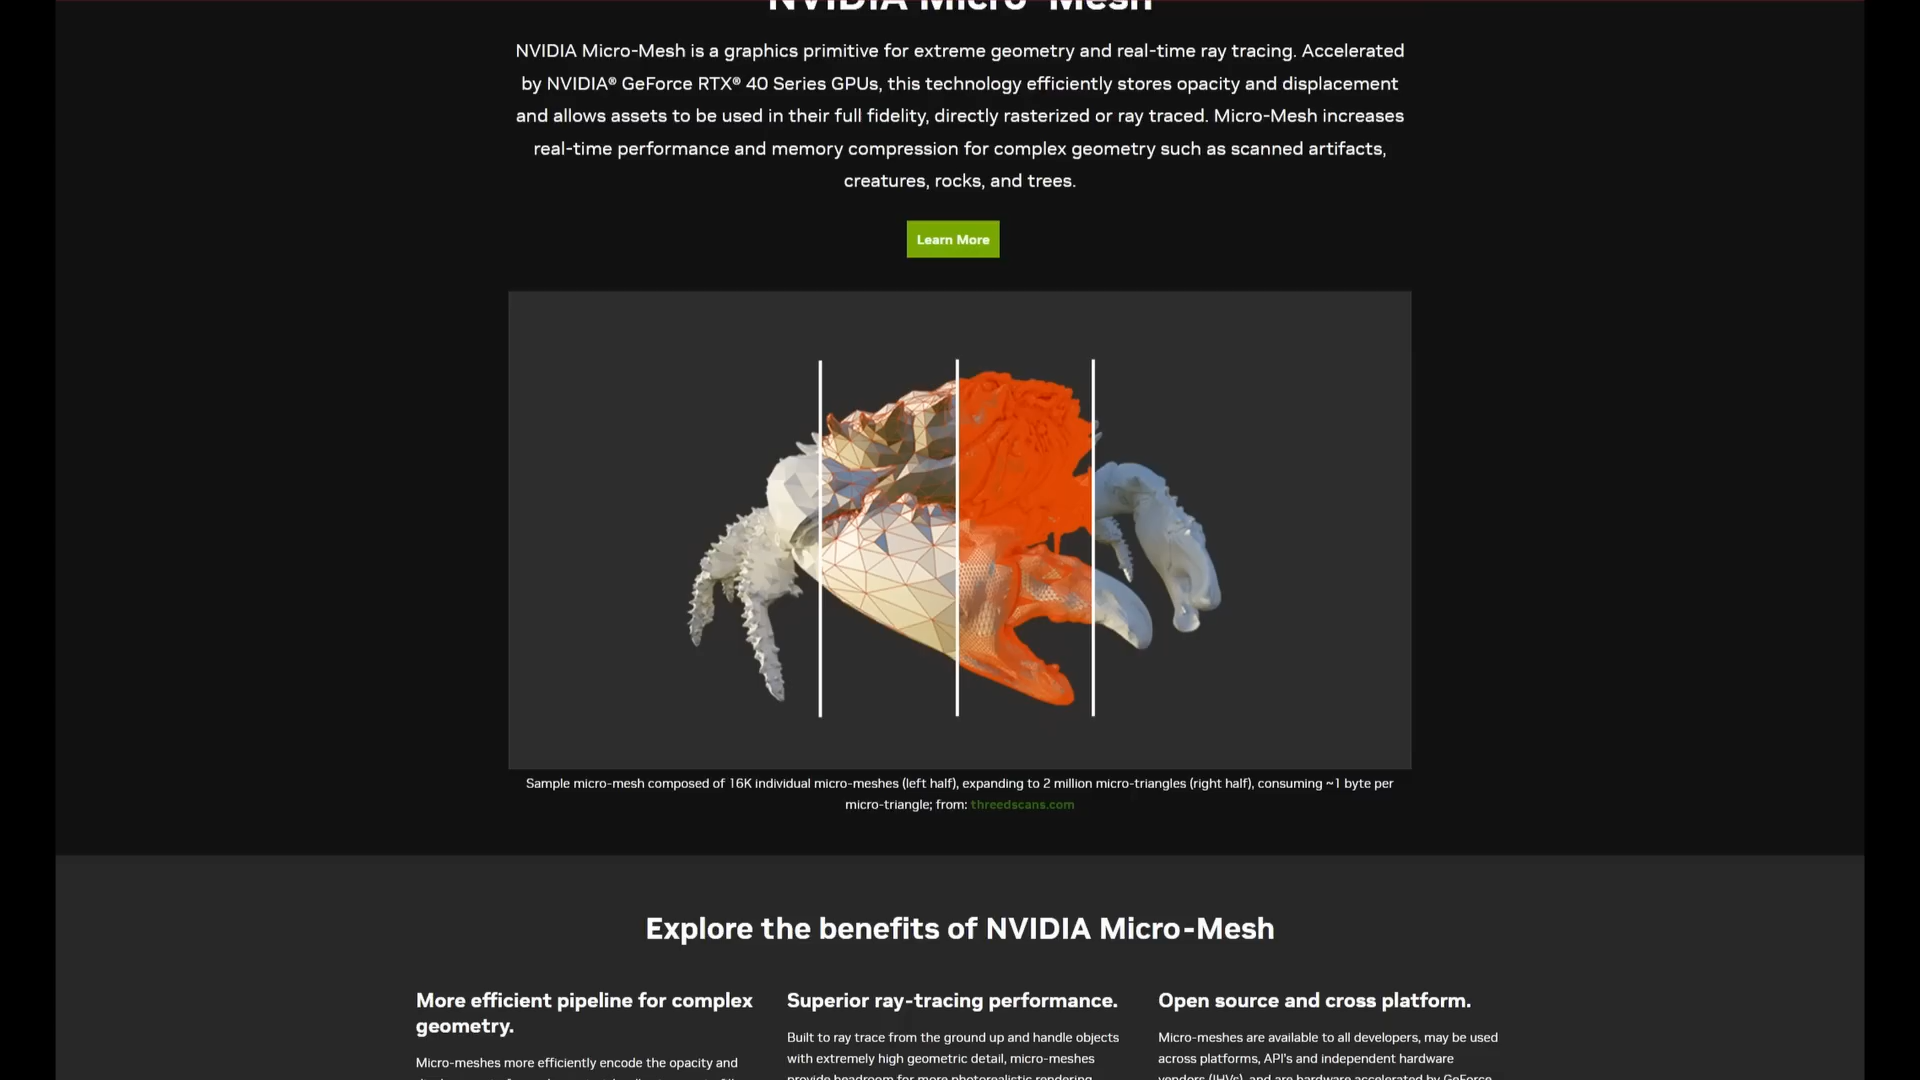 NVIDIA Micro-Mesh
NVIDIA Micro-Mesh is a graphics primitive for extreme geometry and real-time ray tracing. Accelerated
by NVIDIA® GeForce RTX® 40 Series GPUs, this technology efficiently stores opacity and displacement
and allows assets to be used in their full fidelity, directly rasterized or ray traced. Micro-Mesh increases
real-time performance and memory compression for complex geometry such as scanned artifacts,
creatures, rocks, and trees.
Learn More
Sample micro-mesh composed of 16K individual micro-meshes (left half), expanding to 2 million micro-triangles (right half), consuming ~1 byte per
micro-triangle; from: threedscans.com
Explore the benefits of NVIDIA Micro-Mesh
More efficient pipeline for complex
geometry.
Micro-meshes more efficiently encode the opacity and
Superior ray-tracing performance.
Built to ray trace from the ground up and handle objects
with extremely high geometric detail, micro-meshes
provide headroom for more photorealistic rendering
Open source and cross platform.
Micro-meshes are available to all developers, may be used
across platforms, API's and independent hardware
vendors (IHVs), and are hardware accelerated by GeForce